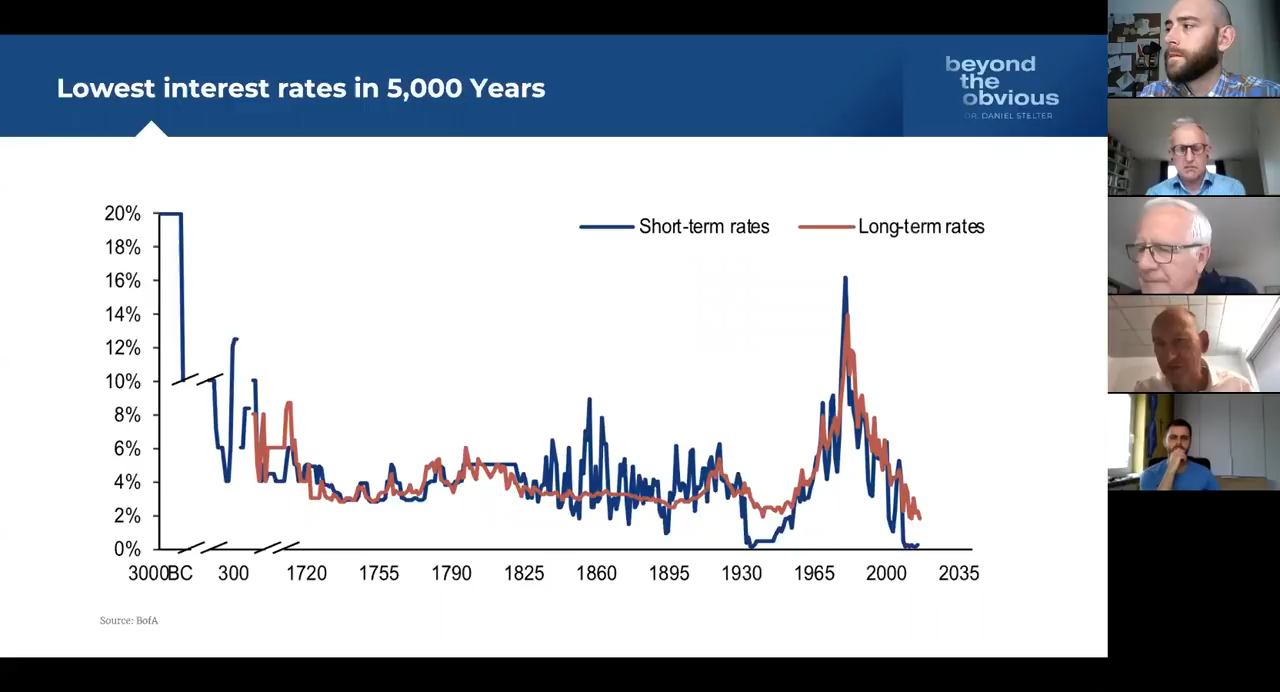 Lowest interest rates in 5,000 Years
beyond
the
obvious
DR. DANIEL STELTER
20%
18%
16%
14%
12%
10%
8%
6%
4%
2%
0%
Short-term rates
Long-term rates
3000BC 300 1720 1755 1790 1825 1860 1895 1930 1965 2000 2035
Source: BofA